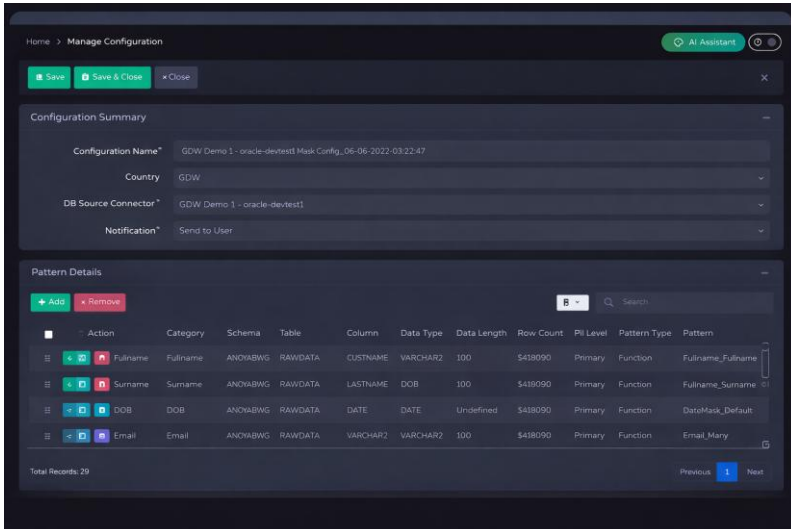 Home > Manage Configuration
AI Assistant
Save
Save & Close
×Close
×
Configuration Summary
Configuration Name*
GDW Demo 1 - oracle-devtest1 Mask Config_06-06-2022-03:22:47
Country
GDW
DB Source Connector*
GDW Demo 1 - oracle-devtest1
Notification*
Send to User
Pattern Details
+ Add
× Remove
Search
Action Category Schema Table Column Data Type Data Length Row Count PII Level Pattern Type Pattern
Fullname Fullname ANOYABWG RAWDATA CUSTNAME VARCHAR2 100 S418090 Primary Function Fullname_Fullname
Surname Surname ANOYABWG RAWDATA LASTNAME DOB 100 S418090 Primary Function Fullname_Surname
DOB DOB ANOYABWG RAWDATA DATE DATE Undefined S418090 Primary Function DateMask_Default
Email Email ANOYABWG RAWDATA VARCHAR2 VARCHAR2 100 S418090 Primary Function Email_Many
Total Records: 29
Previous 1 Next